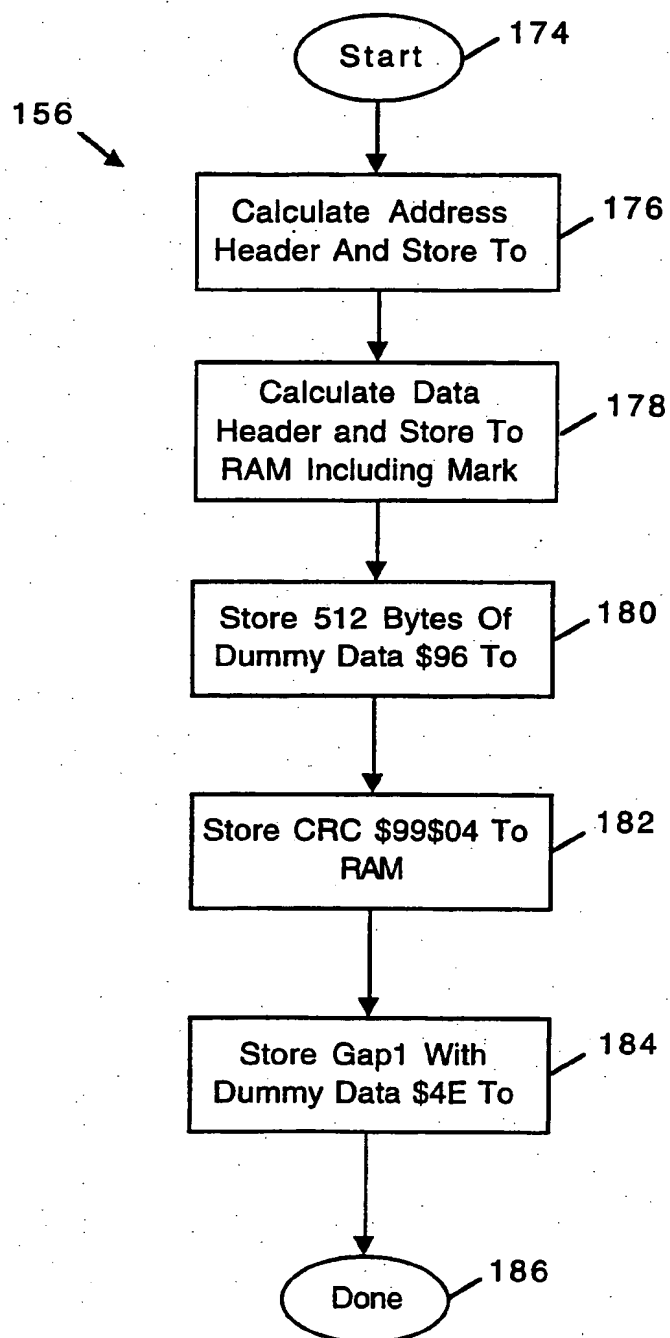 Start
174
156
Calculate Address
Header And Store To
176
Calculate Data
Header and Store To
RAM Including Mark
178
Store 512 Bytes Of
Dummy Data $96 To
180
Store CRC $99$04 To
RAM
182
Store Gap1 With
Dummy Data $4E To
184
Done
186